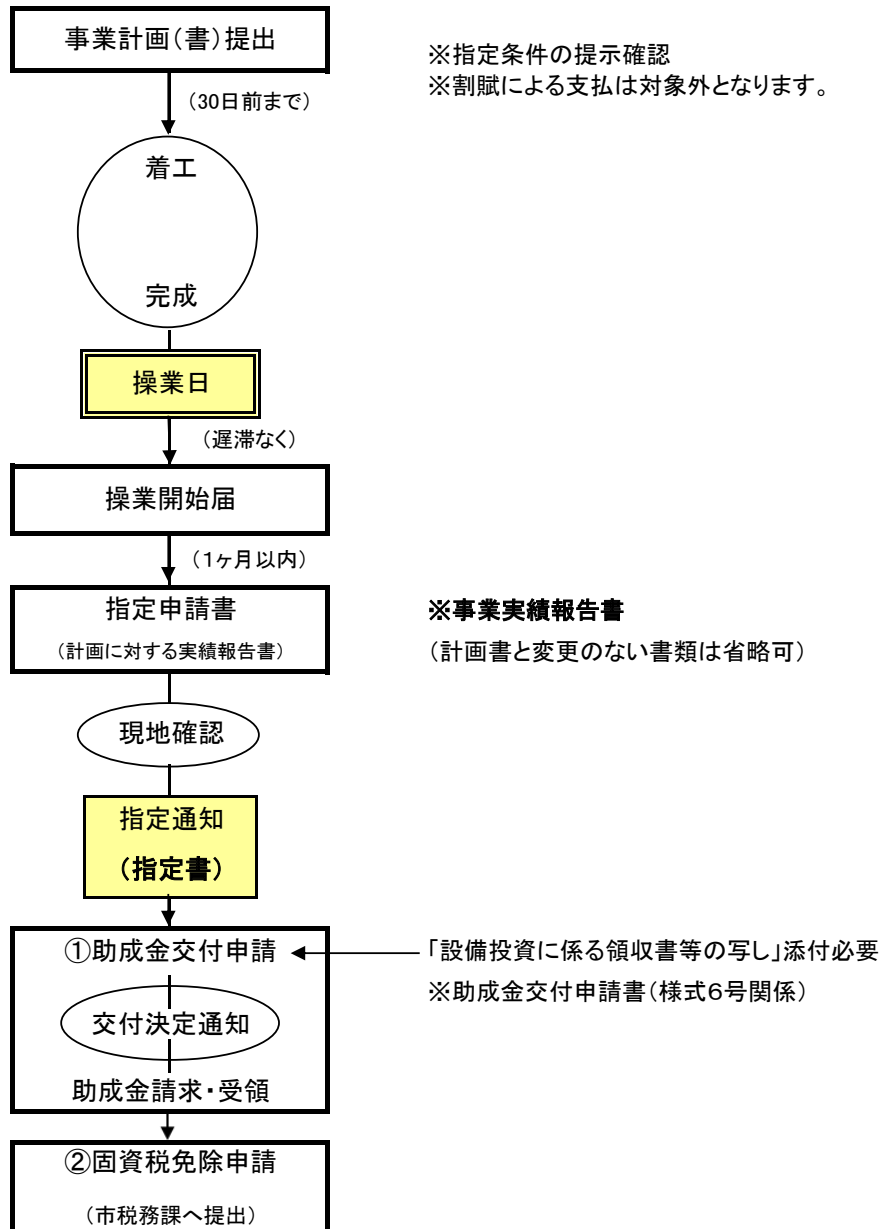 事業計画(書)提出
※指定条件の提示確認
※割賦による支払は対象外となります。
(30日前まで)
着工
完成
操業日
(遅滞なく)
操業開始届
(1ヶ月以内)
指定申請書
(計画に対する実績報告書)
※事業実績報告書
(計画書と変更のない書類は省略可)
現地確認
指定通知
(指定書)
①助成金交付申請
「設備投資に係る領収書等の写し」添付必要
※助成金交付申請書(様式6号関係)
交付決定通知
助成金請求・受領
②固資税免除申請
(市税務課へ提出)